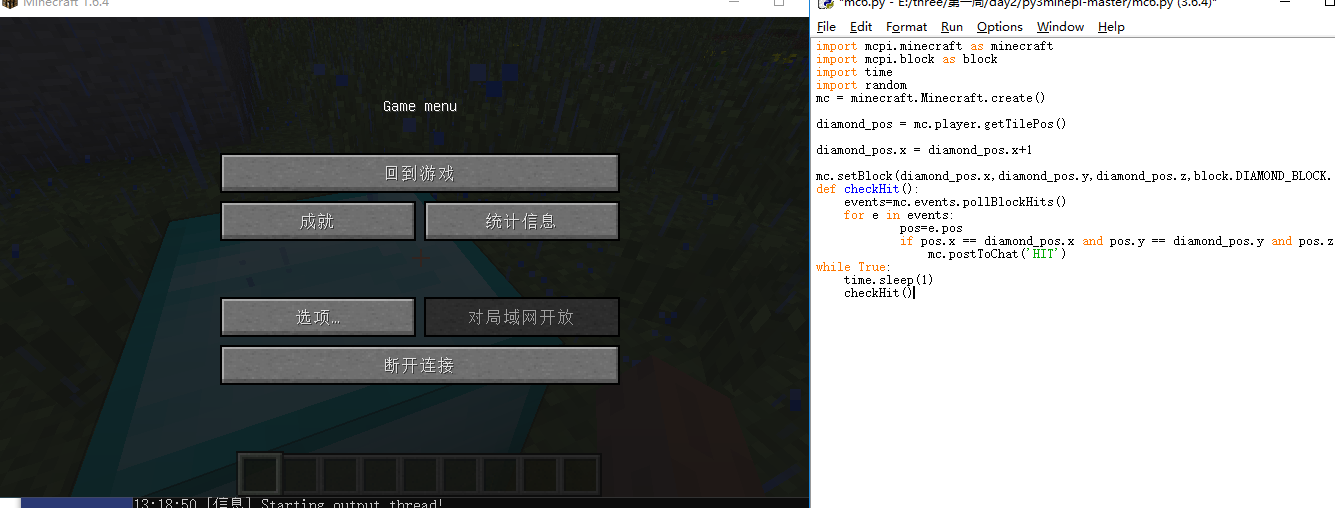 Minecraft 1.6.4
Game menu
回到游戏
成就
统计信息
选项...
对局域网开放
断开连接
13:18:50 [信息] Starting output thread!
*mc6.py - E:/three/第一周/day2/py3minepi-master/mc6.py (3.6.4)*
File Edit Format Run Options Window Help
import mcpi.minecraft as minecraft
import mcpi.block as block
import time
import random
mc = minecraft.Minecraft.create()
diamond_pos = mc.player.getTilePos()
diamond_pos.x = diamond_pos.x+1
mc.setBlock(diamond_pos.x,diamond_pos.y,diamond_pos.z,block.DIAMOND_BLOCK.
def checkHit():
    events=mc.events.pollBlockHits()
    for e in events:
            pos=e.pos
            if pos.x == diamond_pos.x and pos.y == diamond_pos.y and pos.z
                mc.postToChat('HIT')
while True:
    time.sleep(1)
    checkHit()